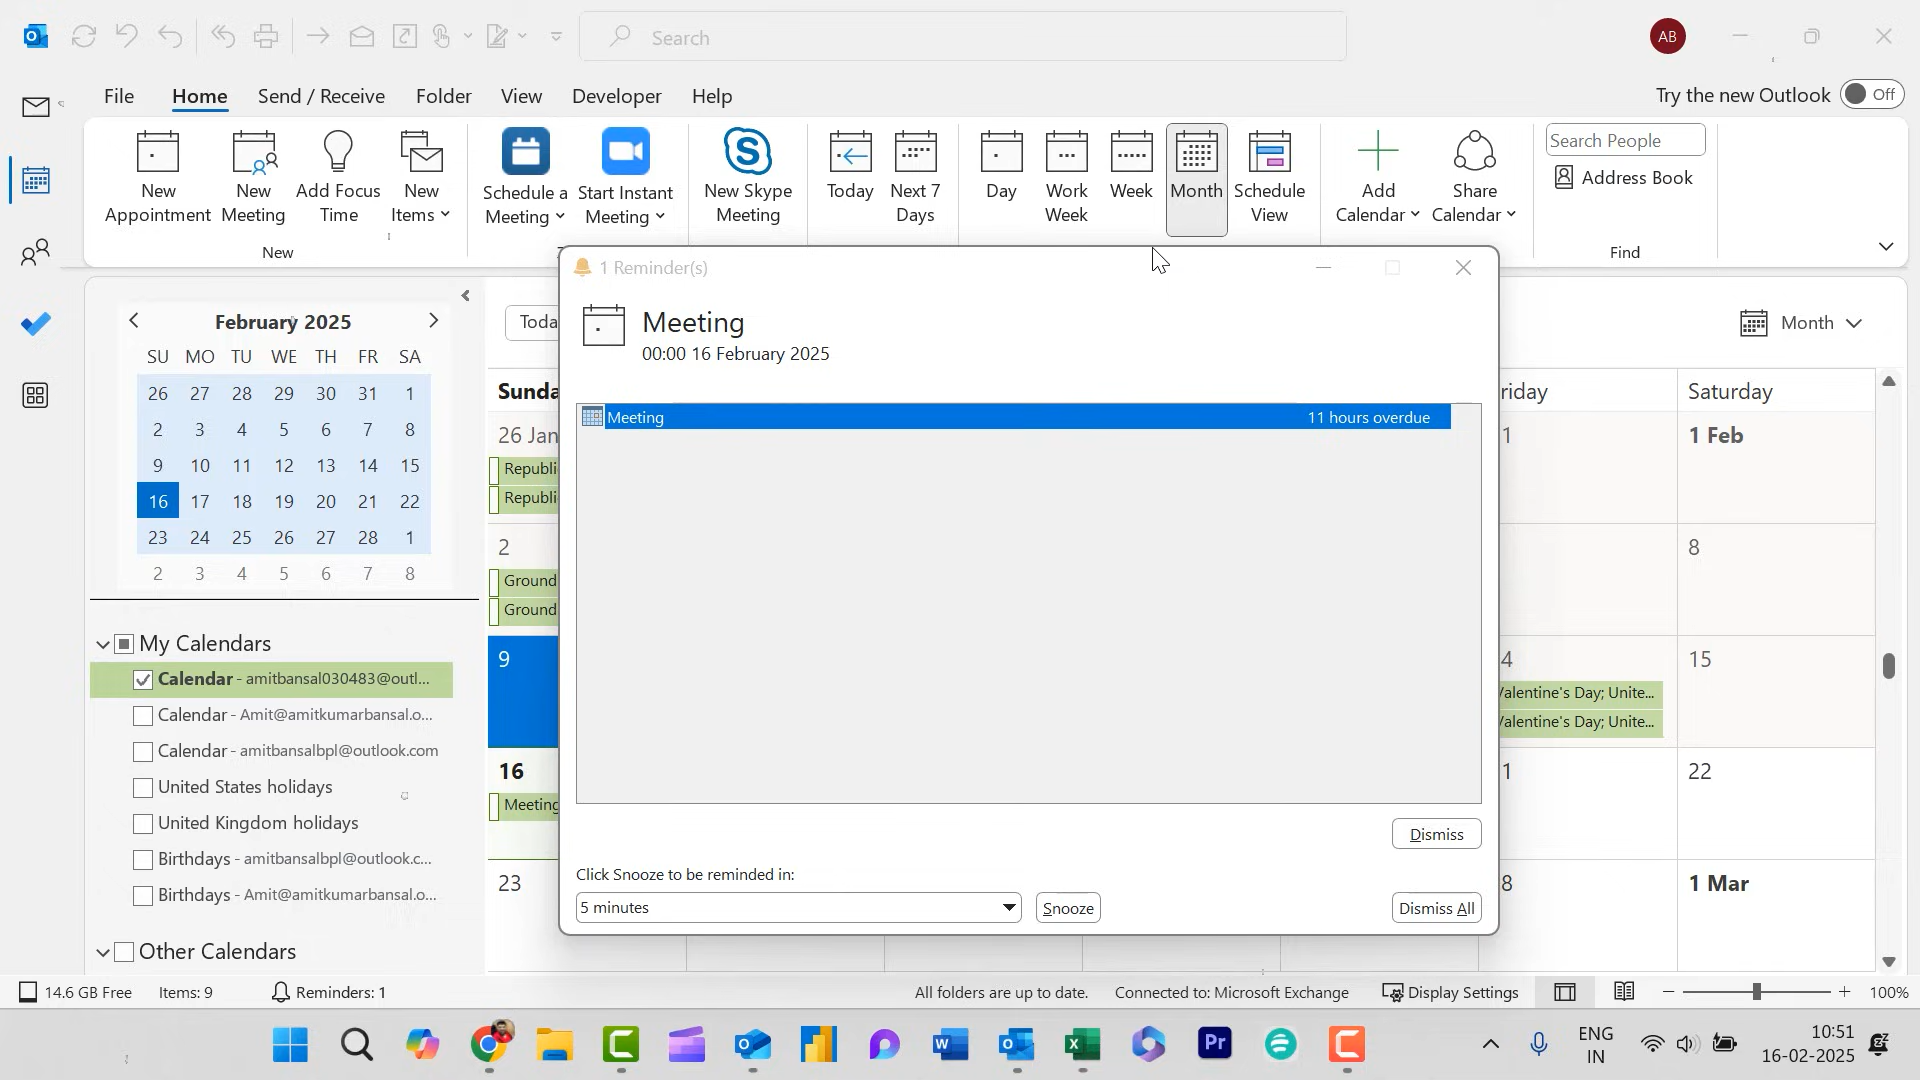 Search
AB
File Home Send / Receive Folder View Developer Help
Try the new Outlook Off
New Appointment
New Meeting
Add Focus Time
New Items
Schedule a Meeting
Start Instant Meeting
New Skype Meeting
Today
Next 7 Days
Day
Work Week
Week
Month
Schedule View
Add Calendar
Share Calendar
Search People
Address Book
New
Find
1 Reminder(s)
Meeting
00:00 16 February 2025
Meeting 11 hours overdue
Dismiss
Click Snooze to be reminded in:
5 minutes
Snooze
Dismiss All
February 2025
SU MO TU WE TH FR SA
26 27 28 29 30 31 1
2 3 4 5 6 7 8
9 10 11 12 13 14 15
16 17 18 19 20 21 22
23 24 25 26 27 28 1
2 3 4 5 6 7 8
My Calendars
Calendar - amitbansal030483@outl...
Calendar - Amit@amitkumarbansal.o...
Calendar - amitbansalbpl@outlook.com
United States holidays
United Kingdom holidays
Birthdays - amitbansalbpl@outlook.c...
Birthdays - Amit@amitkumarbansal.o...
Other Calendars
Toda
Month
Sunda
riday
Saturday
26 Jan
1
1 Feb
Republi
Republi
2
8
Ground
Ground
9
4
15
Valentine's Day; Unite...
Valentine's Day; Unite...
16
1
22
Meeting
23
8
1 Mar
14.6 GB Free Items: 9 Reminders: 1
All folders are up to date. Connected to: Microsoft Exchange Display Settings 100%
Pr
ENG
IN
10:51
16-02-2025